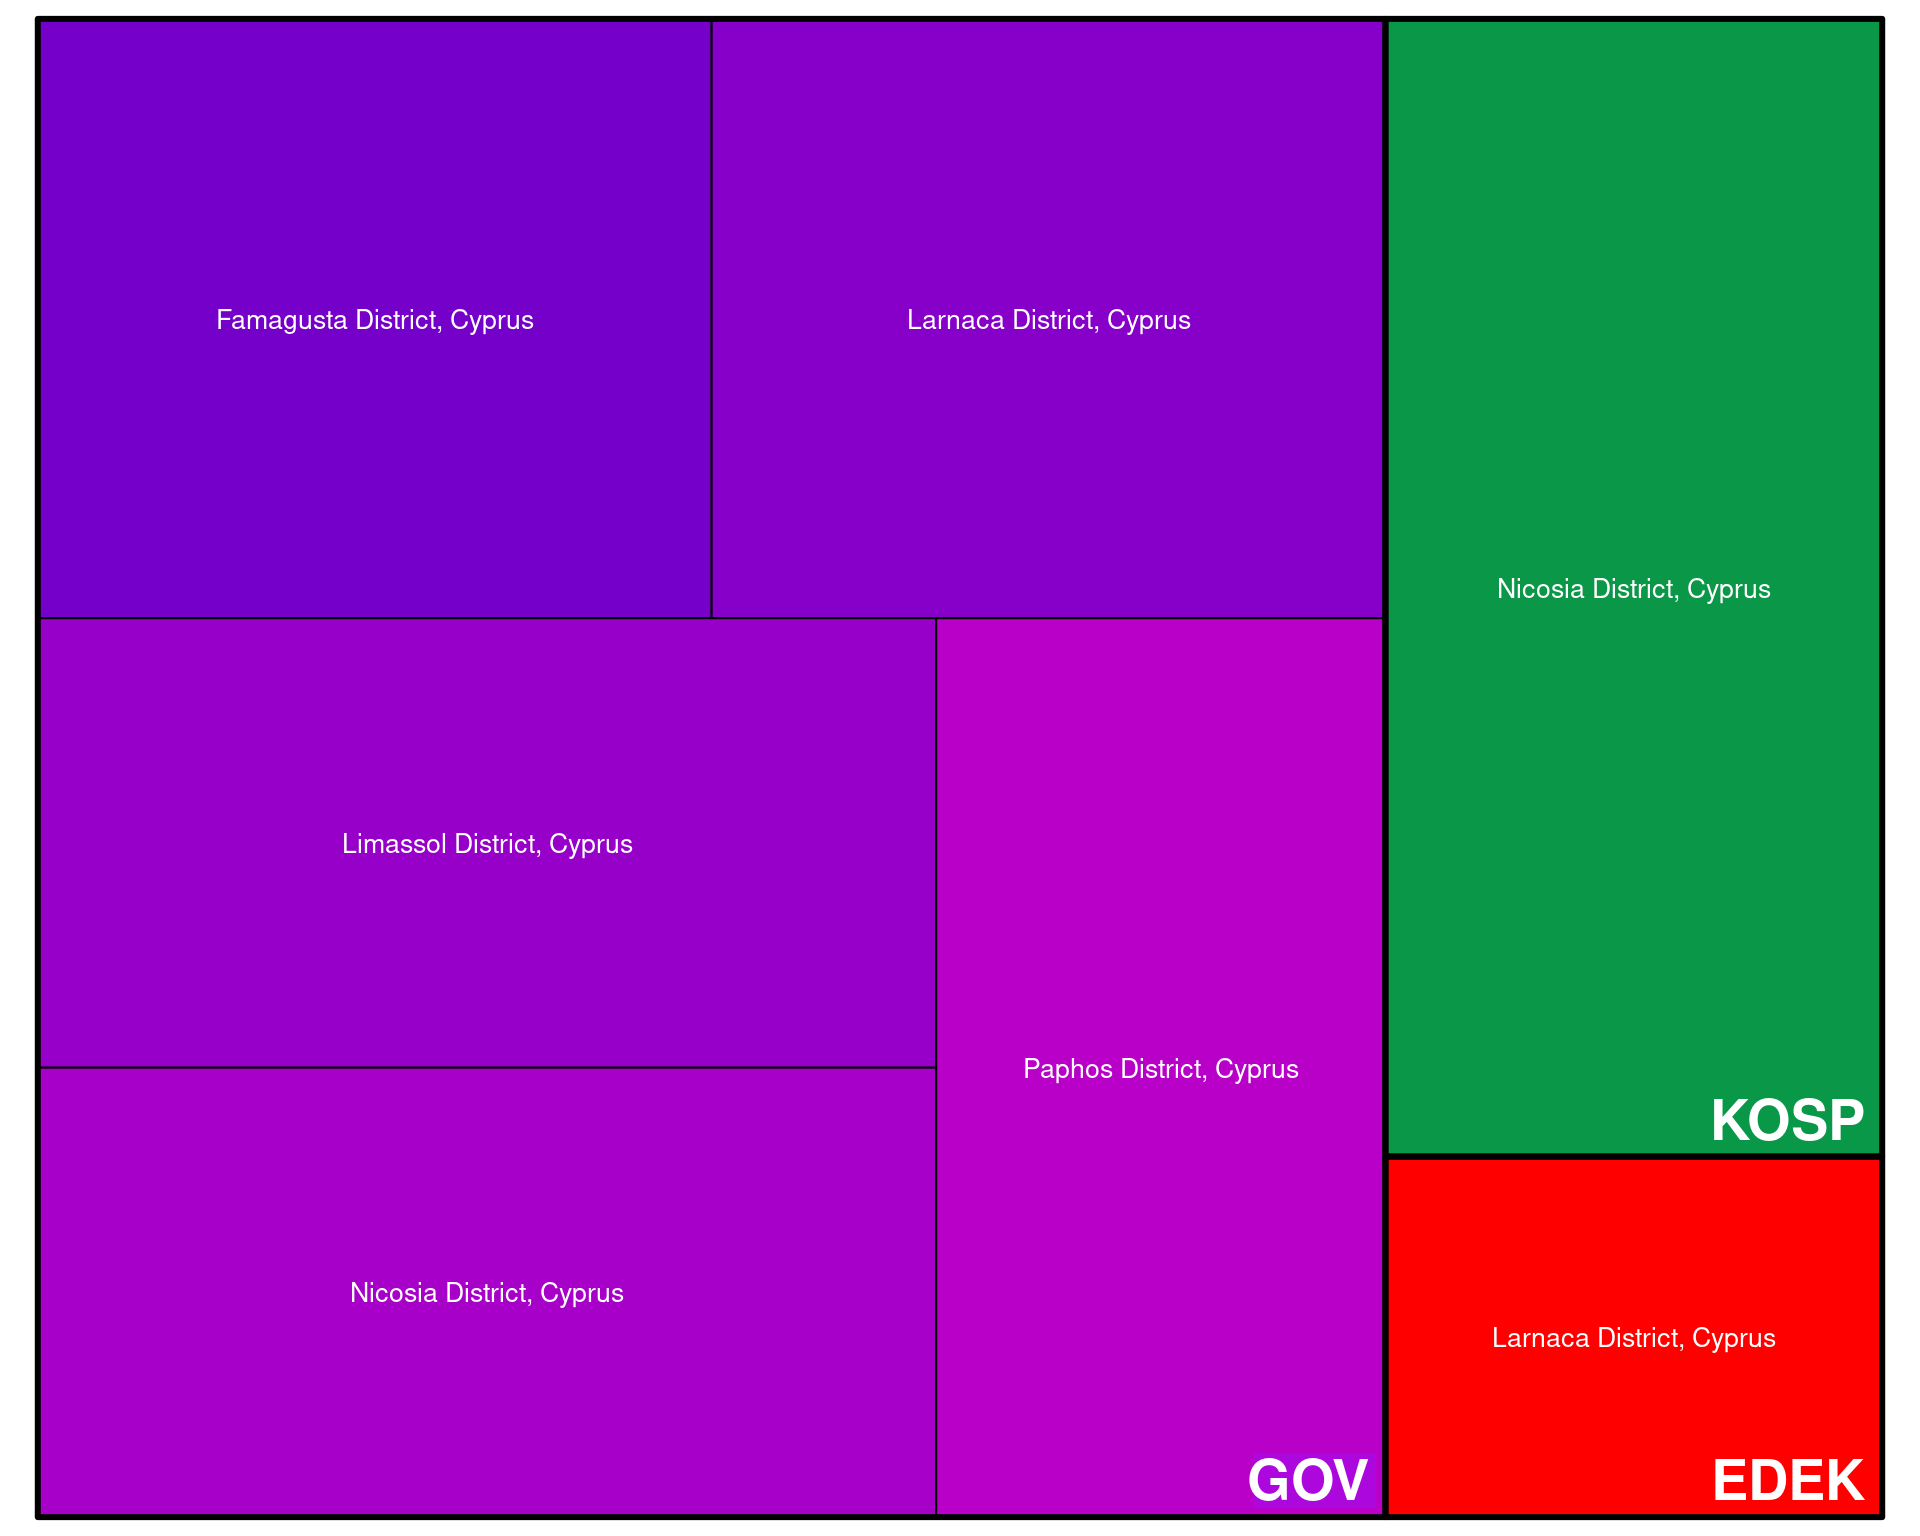 Famagusta District, Cyprus
Larnaca District, Cyprus
Limassol District, Cyprus
Nicosia District, Cyprus
Paphos District, Cyprus
GOV
Nicosia District, Cyprus
KOSP
Larnaca District, Cyprus
EDEK